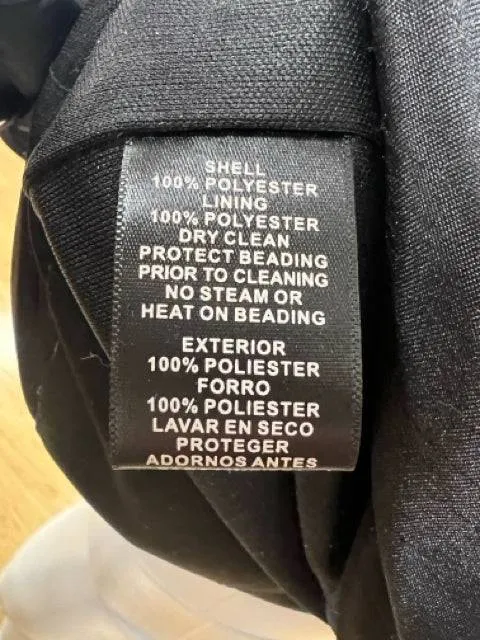 SHELL
100% POLYESTER
LINING
100% POLYESTER
DRY CLEAN
PROTECT BEADING
PRIOR TO CLEANING
NO STEAM OR
HEAT ON BEADING
EXTERIOR
100% POLIESTER
FORRO
100% POLIESTER
LAVAR EN SECO
PROTEGER
ADORNOS ANTES